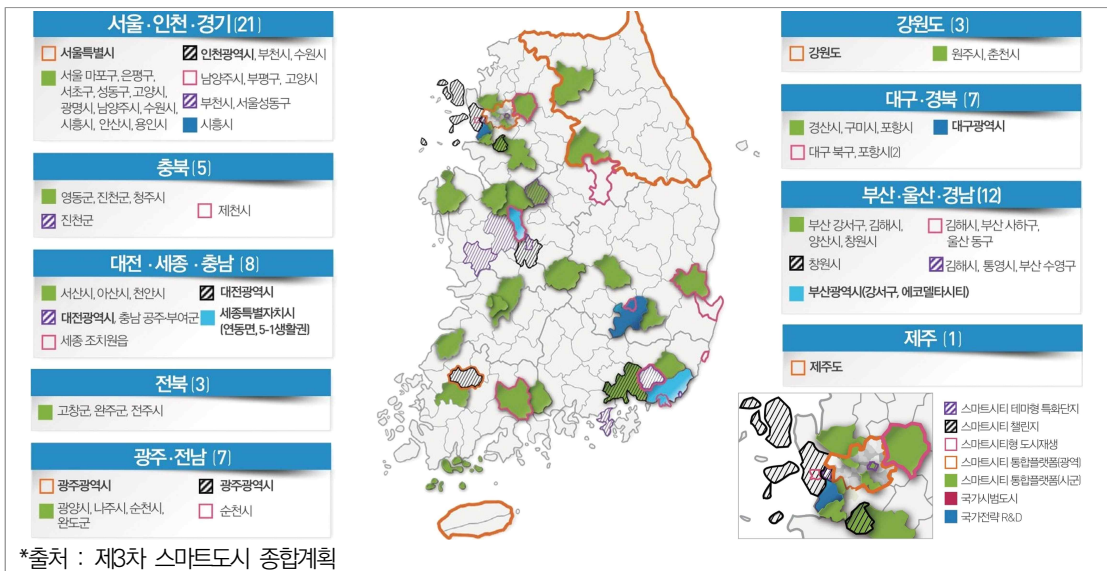 서울·인천·경기(21)
서울특별시
인천광역시, 부천시, 수원시
서울 마포구, 은평구,
서초구, 성동구, 고양시,
광명시, 남양주시, 수원시,
시흥시, 안산시, 용인시
남양주시, 부평구, 고양시
부천시, 서울성동구
시흥시
충북(5)
영동군, 진천군, 청주시
제천시
진천군
대전·세종·충남 (8)
서산시, 아산시, 천안시
대전광역시
대전광역시, 충남 공주·부여군
세종특별자치시
(연동면, 5-1생활권)
세종 조치원읍
전북(3)
고창군, 완주군, 전주시
광주·전남 (7)
광주광역시
광주광역시
광양시, 나주시, 순천시,
완도군
순천시
강원도 (3)
강원도
원주시, 춘천시
대구·경북 (7)
경산시, 구미시, 포항시
대구광역시
대구 북구, 포항시(2)
부산·울산·경남(12)
부산 강서구, 김해시,
양산시, 창원시
김해시, 부산 사하구,
울산 동구
창원시
김해시, 통영시, 부산 수영구
부산광역시(강서구, 에코델타시티)
제주 (1)
제주도
스마트시티 테마형 특화단지
스마트시티 챌린지
스마트시티형 도시재생
스마트시티 통합플랫폼(광역)
스마트시티 통합플랫폼(시군)
국가시범도시
국가전략 R&D
*출처 : 제3차 스마트도시 종합계획